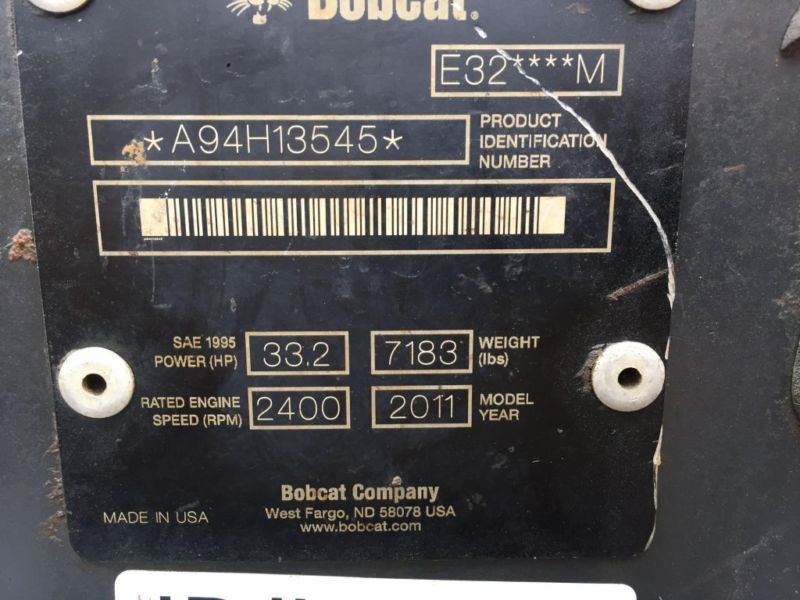 Bobcat.
E32****M
*A94H13545*
PRODUCT
IDENTIFICATION
NUMBER
SAE 1995
POWER (HP)
33.2
7183
WEIGHT
(lbs)
RATED ENGINE
SPEED (RPM)
2400
2011
MODEL
YEAR
Bobcat Company
West Fargo, ND 58078 USA
www.bobcat.com
MADE IN USA